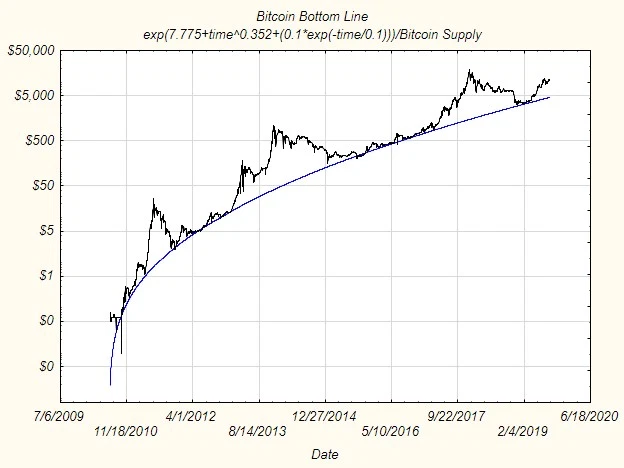 Bitcoin Bottom Line
exp(7.775+time^0.352+(0.1*exp(-time/0.1)))/Bitcoin Supply
$50,000
$5,000
$500
$50
$5
$1
$0
$0
7/6/2009 4/1/2012 12/27/2014 9/22/2017 6/18/2020
11/18/2010 8/14/2013 5/10/2016 2/4/2019
Date